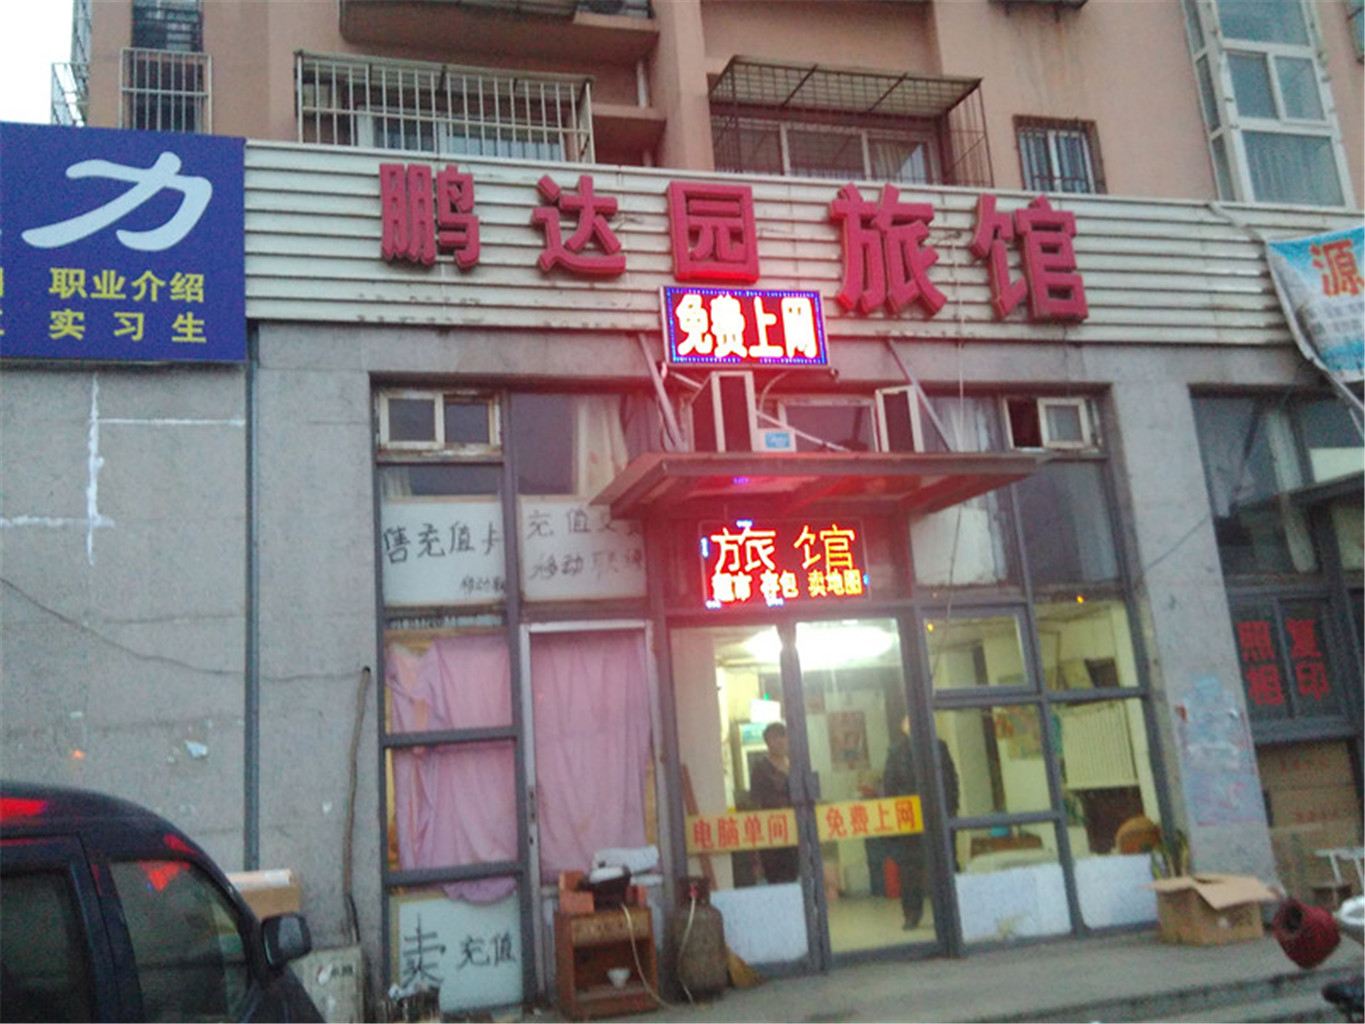 力
职业介绍
实习生
鹏达园旅馆
免费上网
源
售充值卡
充值
移动
旅馆
超市 存包 卖地图
照相
复印
电脑单间
免费上网
卖 充值